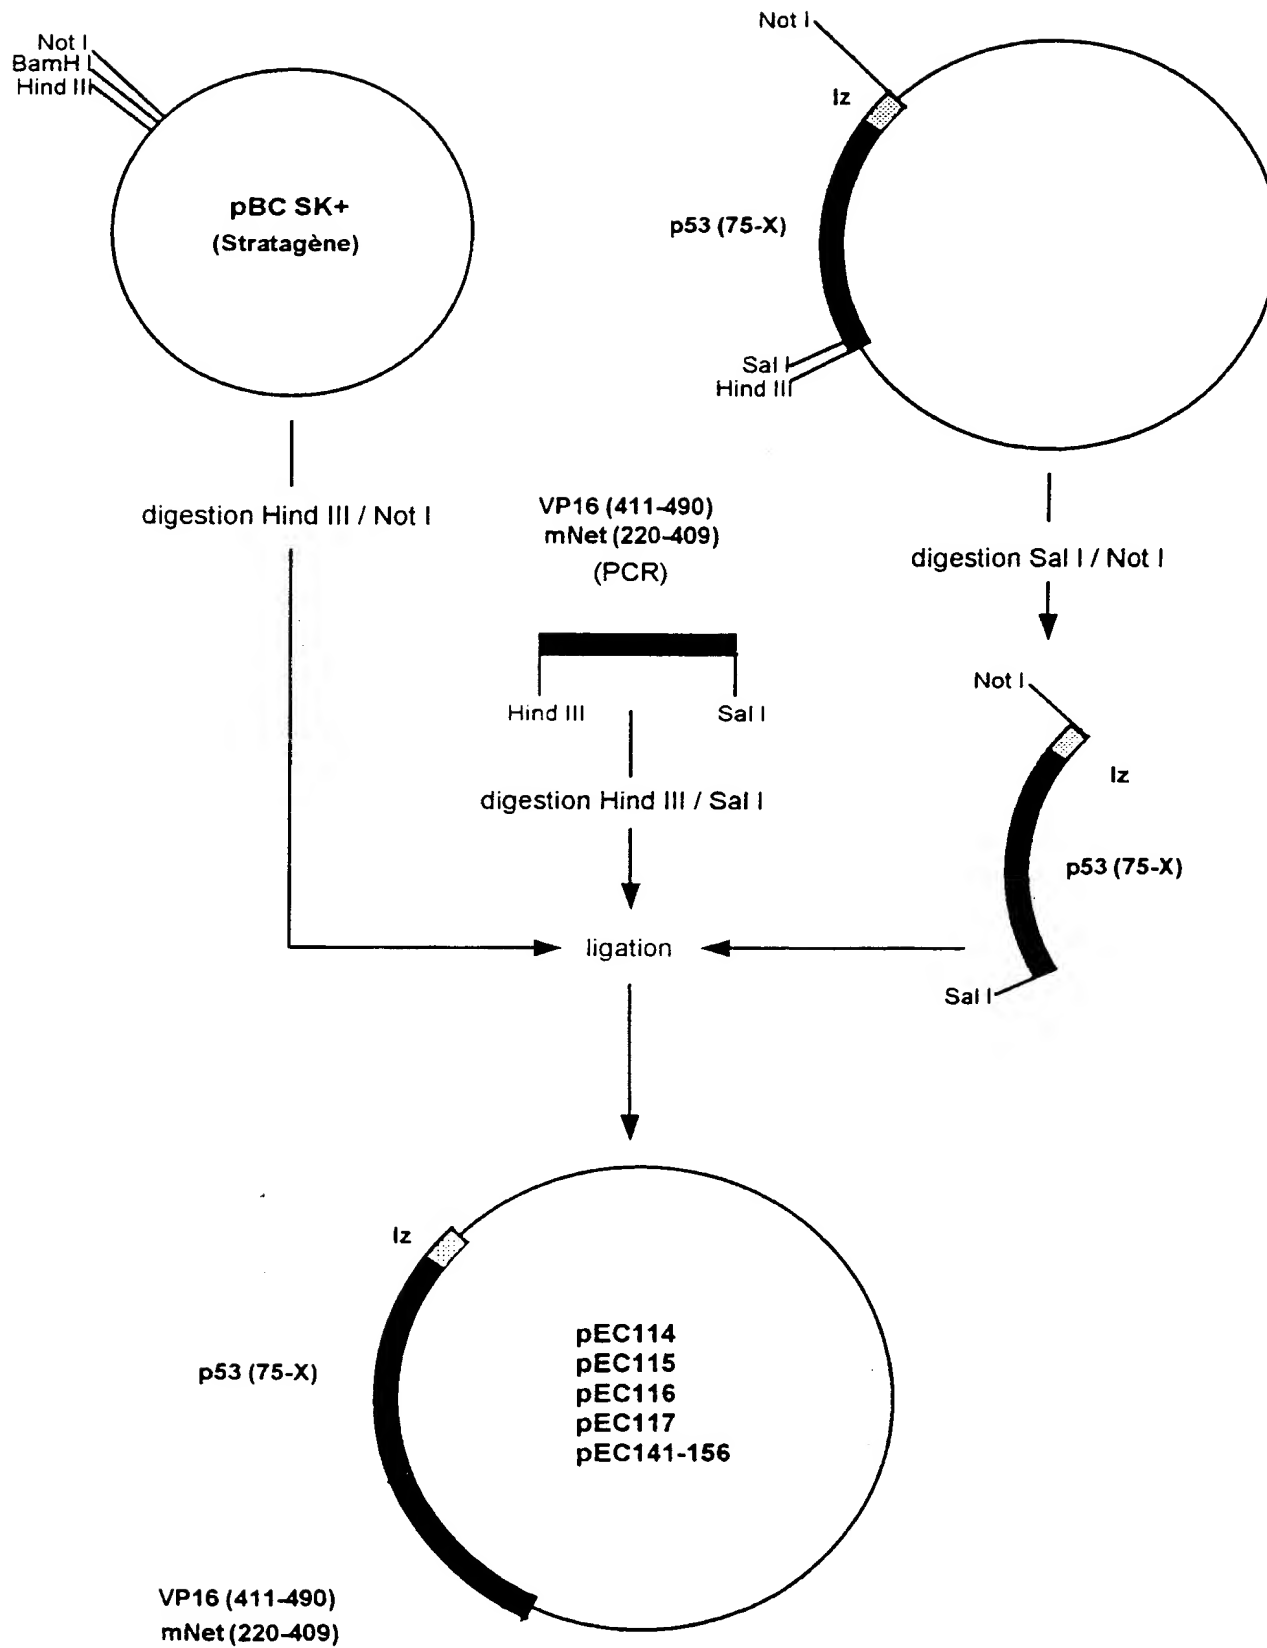 Not I
BamH I
Hind III
pBC SK+
(Stratagène)
Not I
lz
p53 (75-X)
Sal I
Hind III
digestion Hind III / Not I
VP16 (411-490)
mNet (220-409)
(PCR)
Hind III
Sal I
digestion Hind III / Sal I
digestion Sal I / Not I
Not I
lz
p53 (75-X)
Sal I
ligation
lz
p53 (75-X)
pEC114
pEC115
pEC116
pEC117
pEC141-156
VP16 (411-490)
mNet (220-409)